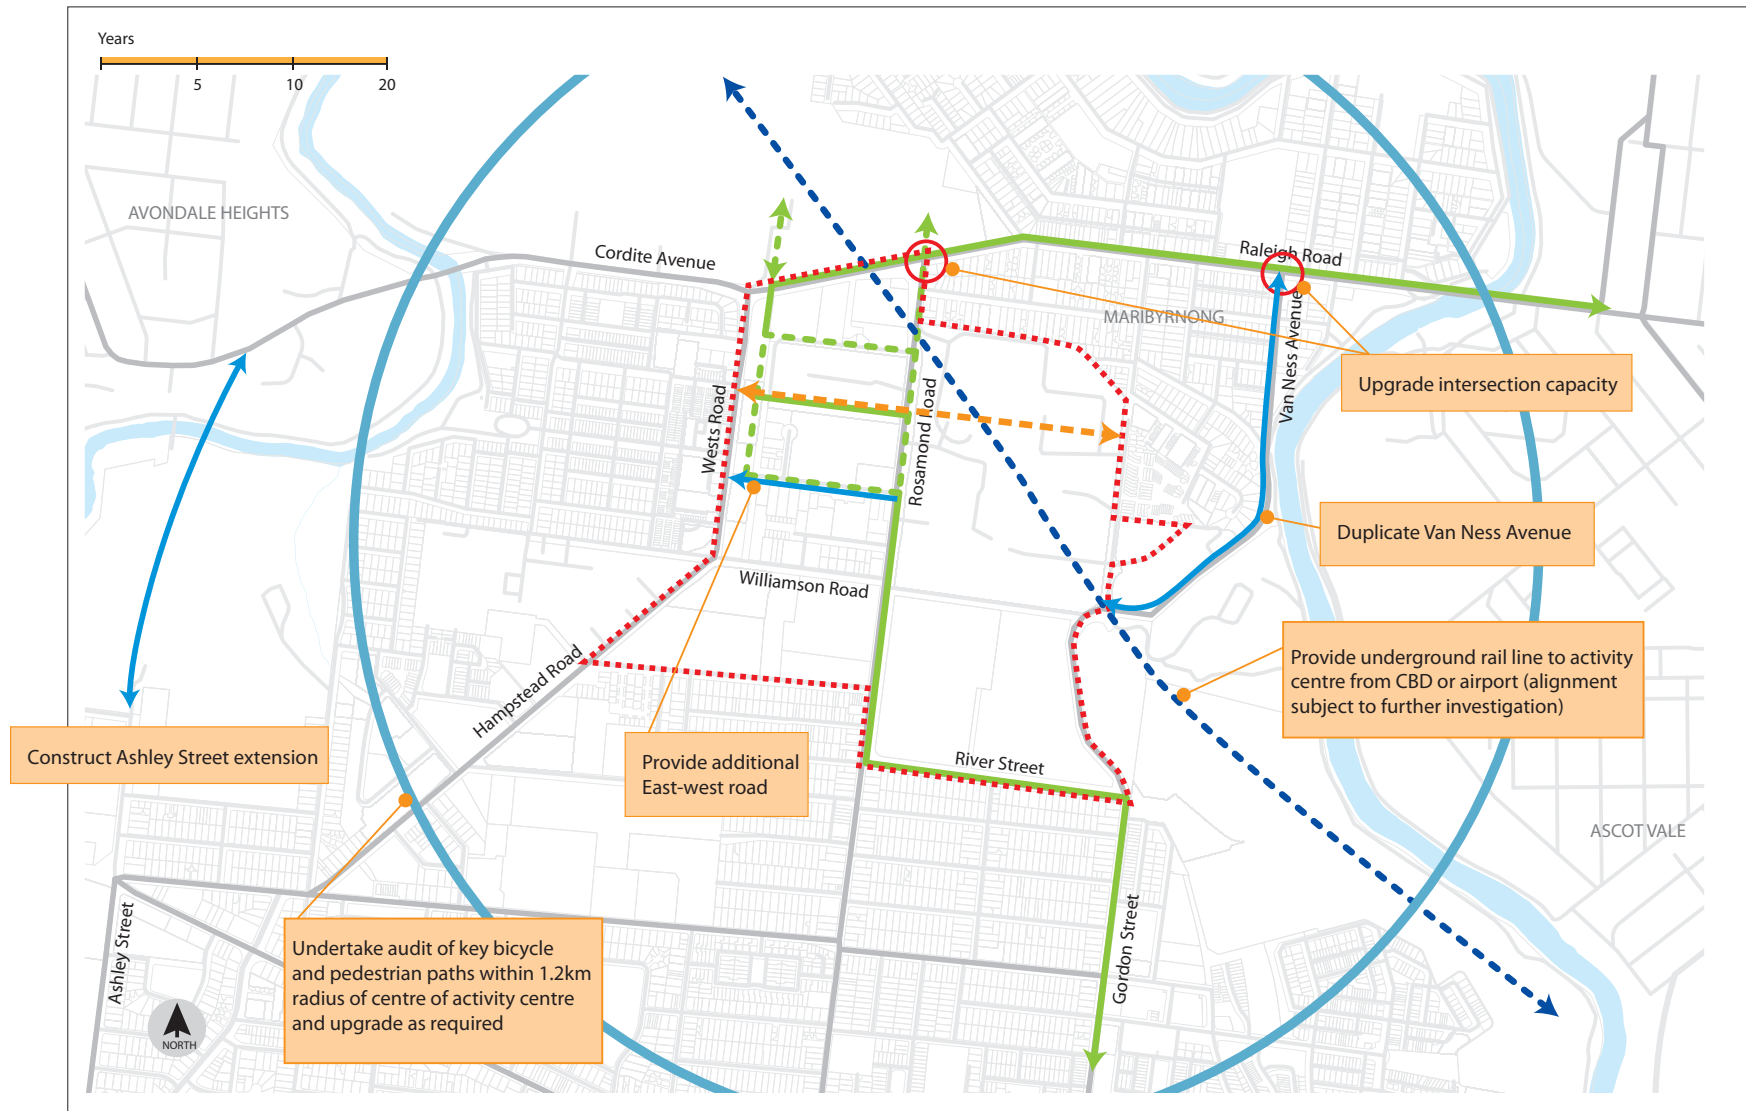 Years
5 10 20
AVONDALE HEIGHTS
Cordite Avenue
Raleigh Road
MARIBYRNONG
Van Ness Avenue
Upgrade intersection capacity
Wests Road
Rosamond Road
Duplicate Van Ness Avenue
Williamson Road
Provide underground rail line to activity
centre from CBD or airport (alignment
subject to further investigation)
Hampstead Road
Construct Ashley Street extension
Provide additional
East-west road
River Street
ASCOT VALE
Ashley Street
Undertake audit of key bicycle
and pedestrian paths within 1.2km
radius of centre of activity centre
and upgrade as required
Gordon Street
NORTH